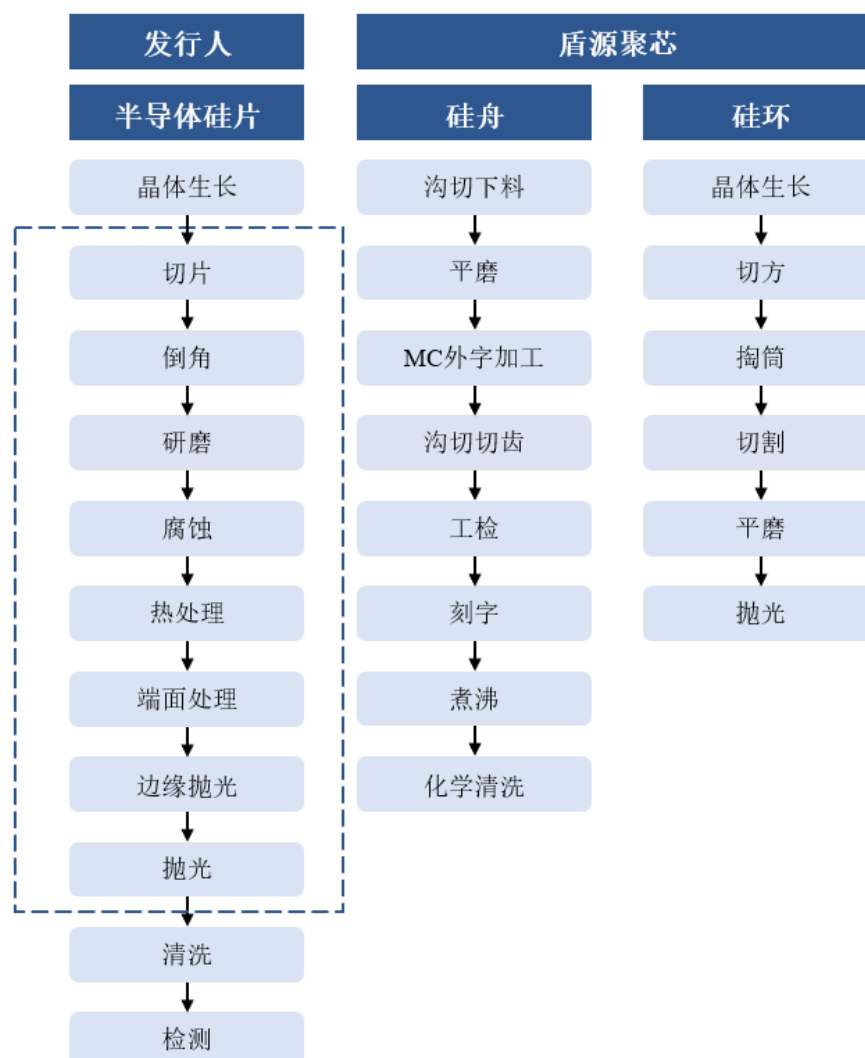 发行人
盾源聚芯
半导体硅片
硅舟
硅环
晶体生长
沟切下料
晶体生长
切片
平磨
切方
倒角
MC外字加工
掏筒
研磨
沟切切齿
切割
腐蚀
工检
平磨
热处理
刻字
抛光
端面处理
煮沸
边缘抛光
化学清洗
抛光
清洗
检测